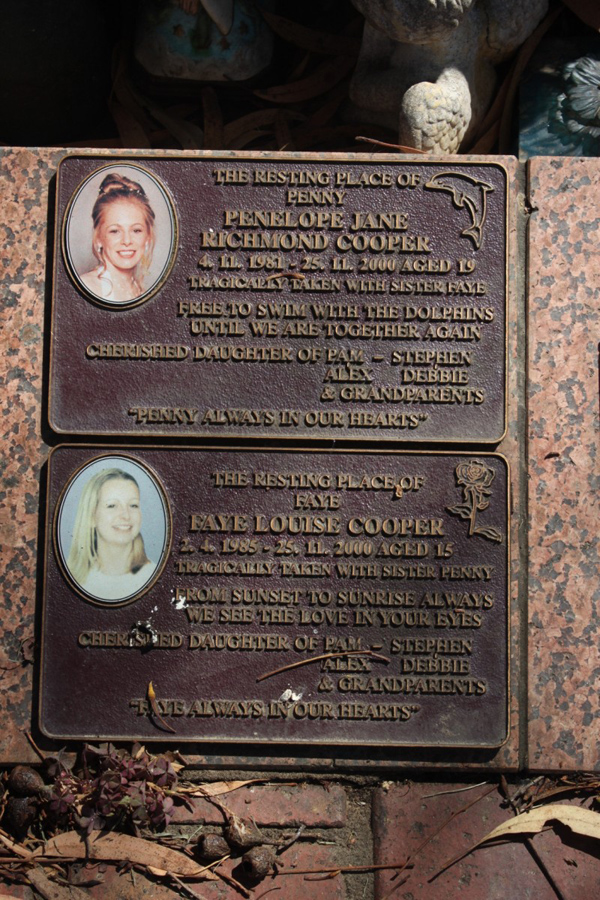 THE RESTING PLACE OF
PENNY
PENELOPE JANE
RICHMOND COOPER
4. 11. 1981 - 25. 11. 2000 AGED 19
TRAGICALLY TAKEN WITH SISTER FAYE
FREE TO SWIM WITH THE DOLPHINS
UNTIL WE ARE TOGETHER AGAIN
CHERISHED DAUGHTER OF PAM - STEPHEN
ALEX DEBBIE
& GRANDPARENTS
"PENNY ALWAYS IN OUR HEARTS"
THE RESTING PLACE OF
FAYE
FAYE LOUISE COOPER
2. 4. 1985 - 25. 11. 2000 AGED 15
TRAGICALLY TAKEN WITH SISTER PENNY
FROM SUNSET TO SUNRISE ALWAYS
WE SEE THE LOVE IN YOUR EYES
CHERISHED DAUGHTER OF PAM - STEPHEN
ALEX DEBBIE
& GRANDPARENTS
"FAYE ALWAYS IN OUR HEARTS"